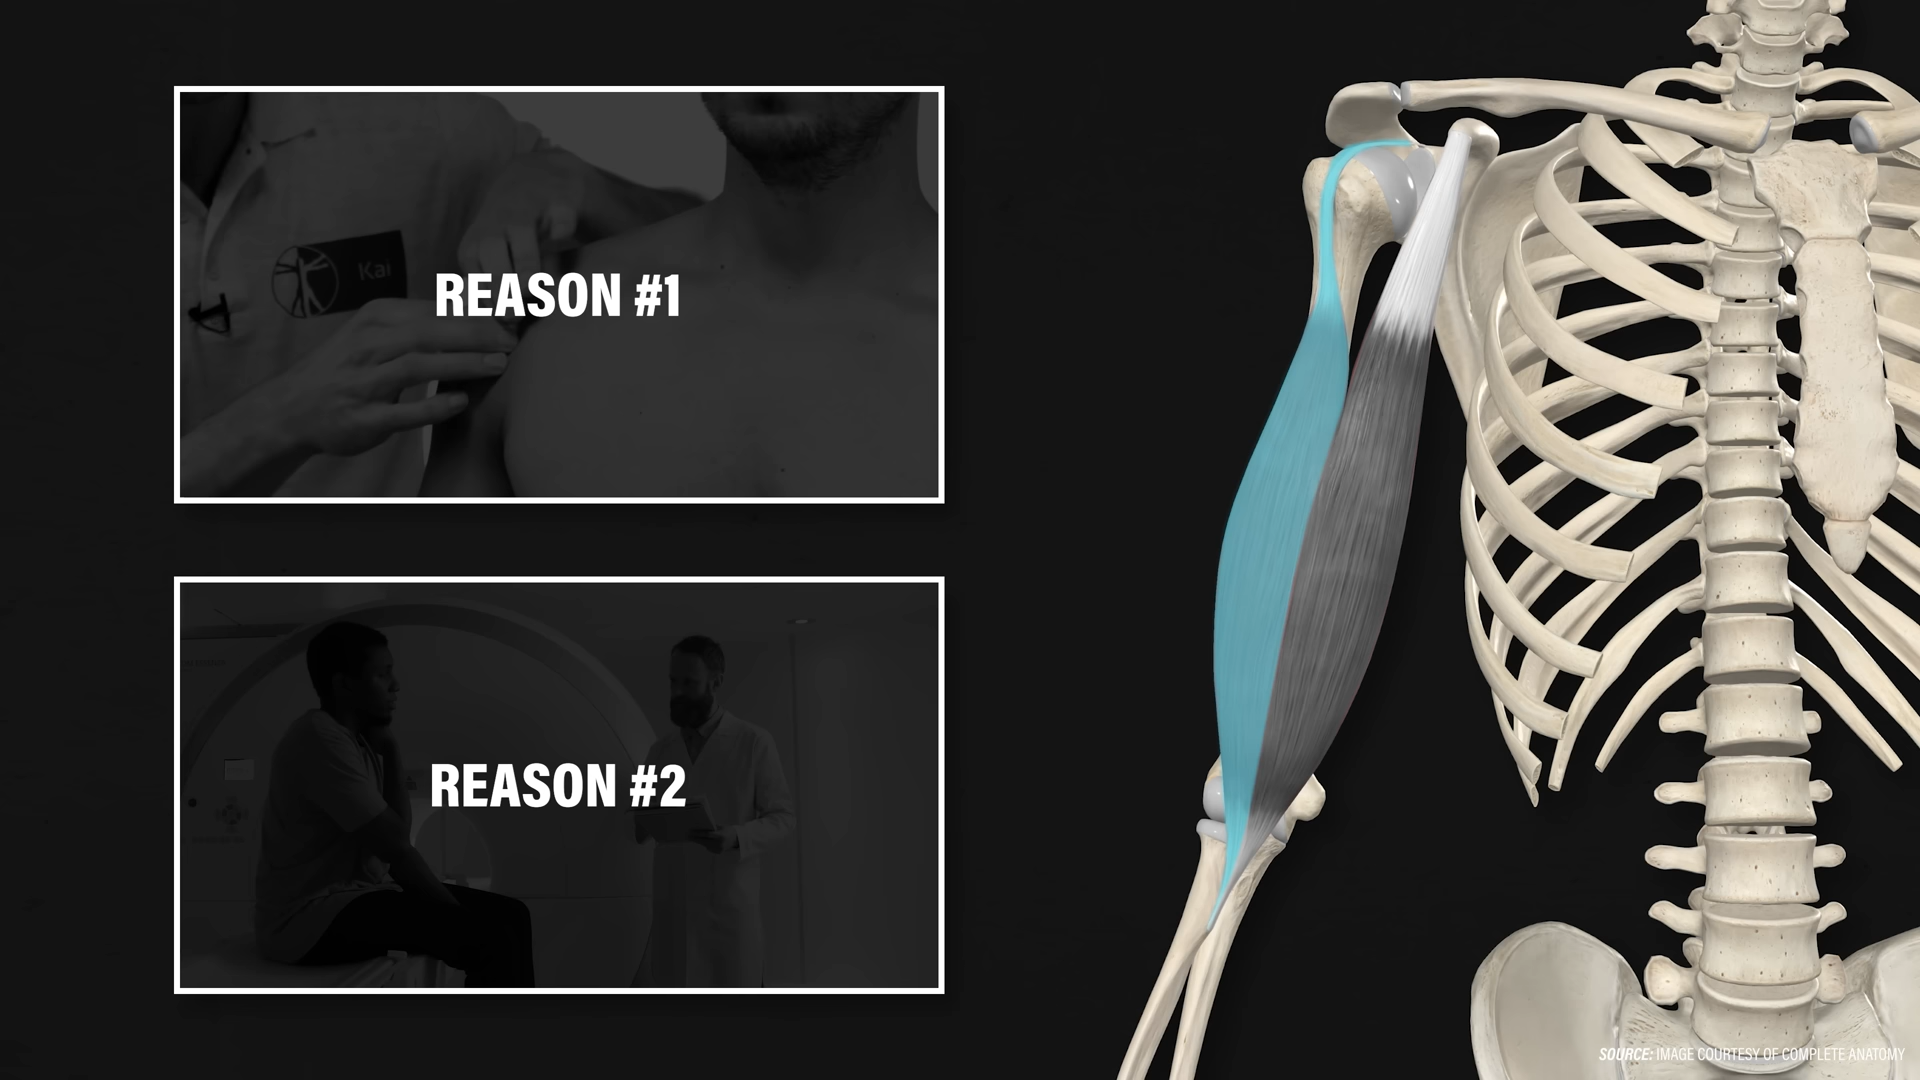 Kai
REASON #1
REASON #2
SOURCE: IMAGE COURTESY OF COMPLETE ANATOMY